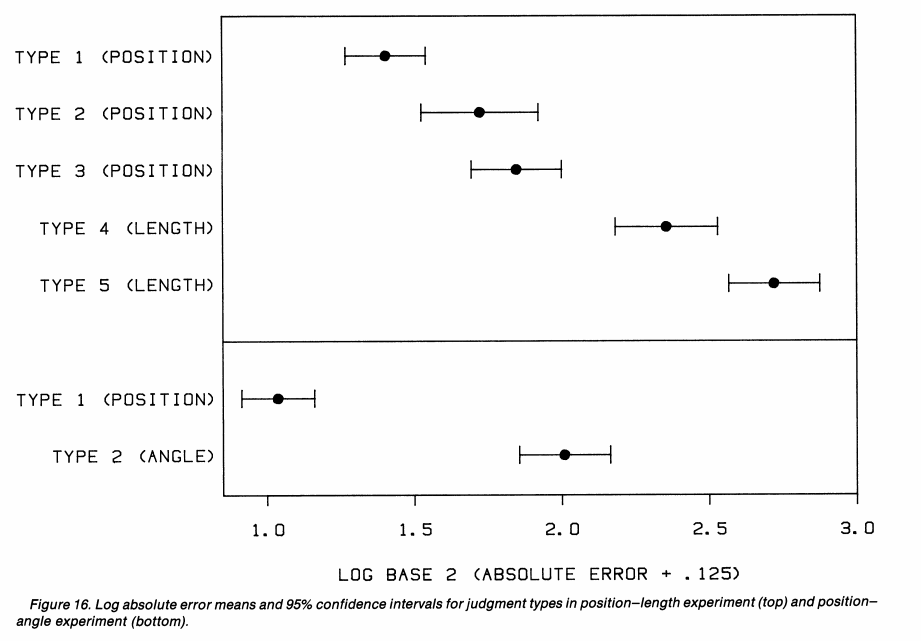 TYPE 1 (POSITION)
TYPE 2 (POSITION)
TYPE 3 (POSITION)
TYPE 4 (LENGTH)
TYPE 5 (LENGTH)
TYPE 1 (POSITION)
TYPE 2 (ANGLE)
1.0 1.5 2.0 2.5 3.0
LOG BASE 2 (ABSOLUTE ERROR + .125)
Figure 16. Log absolute error means and 95% confidence intervals for judgment types in position–length experiment (top) and position–
angle experiment (bottom).